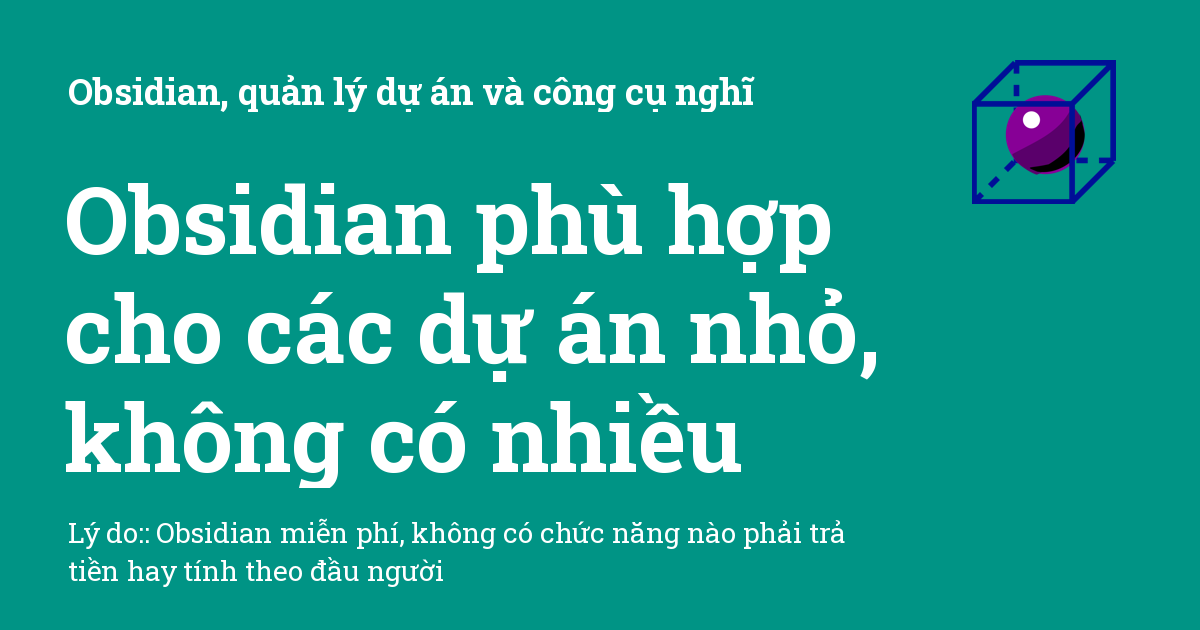 Obsidian, quản lý dự án và công cụ nghĩ
Obsidian phù hợp
cho các dự án nhỏ,
không có nhiều
Lý do:: Obsidian miễn phí, không có chức năng nào phải trả
tiền hay tính theo đầu người